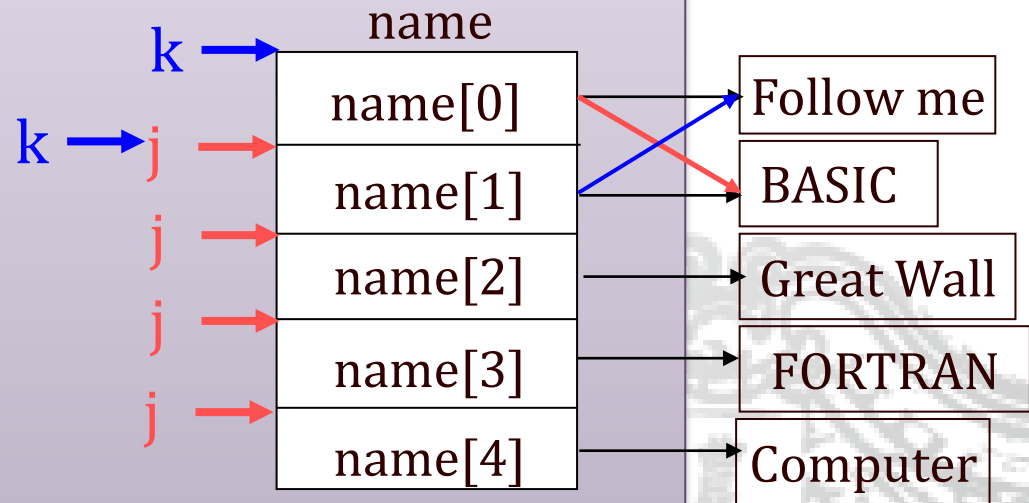 name
k
name[0] Follow me
k j
name[1] BASIC
j
name[2] Great Wall
j
name[3] FORTRAN
j
name[4] Computer